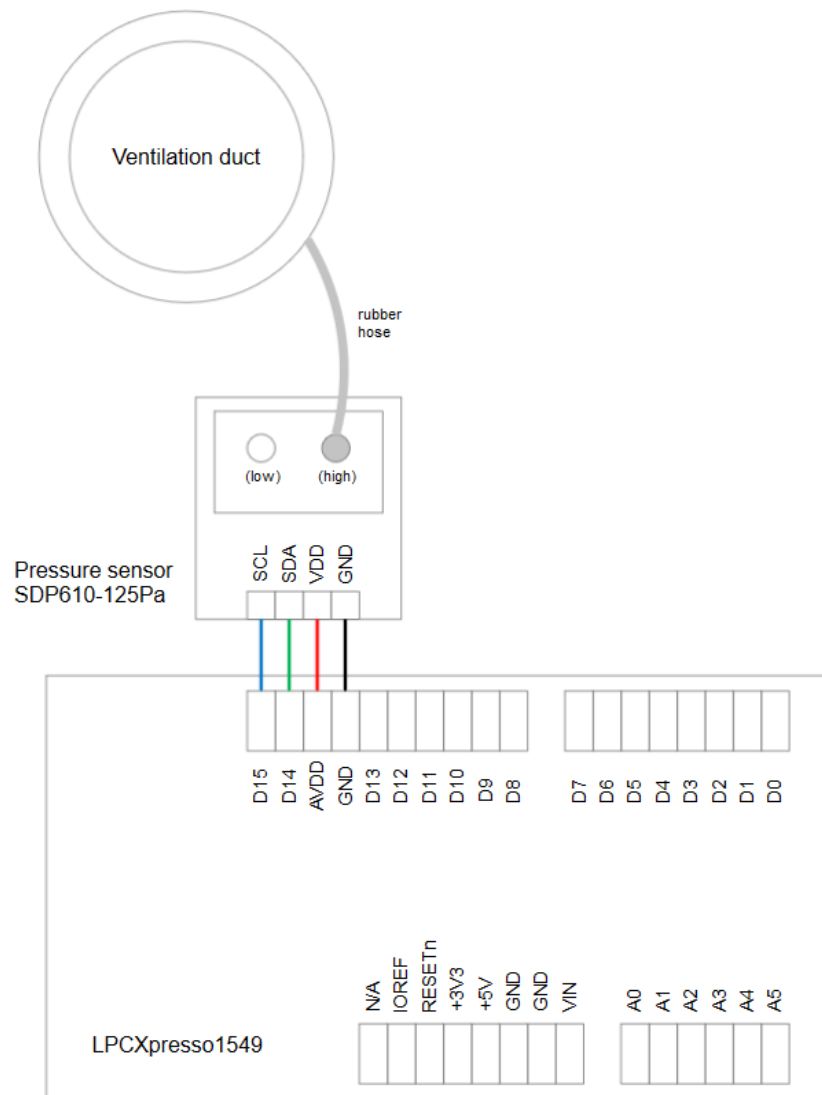 Ventilation duct
rubber
hose
(low)
(high)
Pressure sensor
SDP610-125Pa
SCL
SDA
VDD
GND
D15
D14
AVDD
GND
D13
D12
D11
D10
D9
D8
D7
D6
D5
D4
D3
D2
D1
D0
N/A
IOREF
RESETn
+3V3
+5V
GND
GND
VIN
A0
A1
A2
A3
A4
A5
LPCXpresso1549